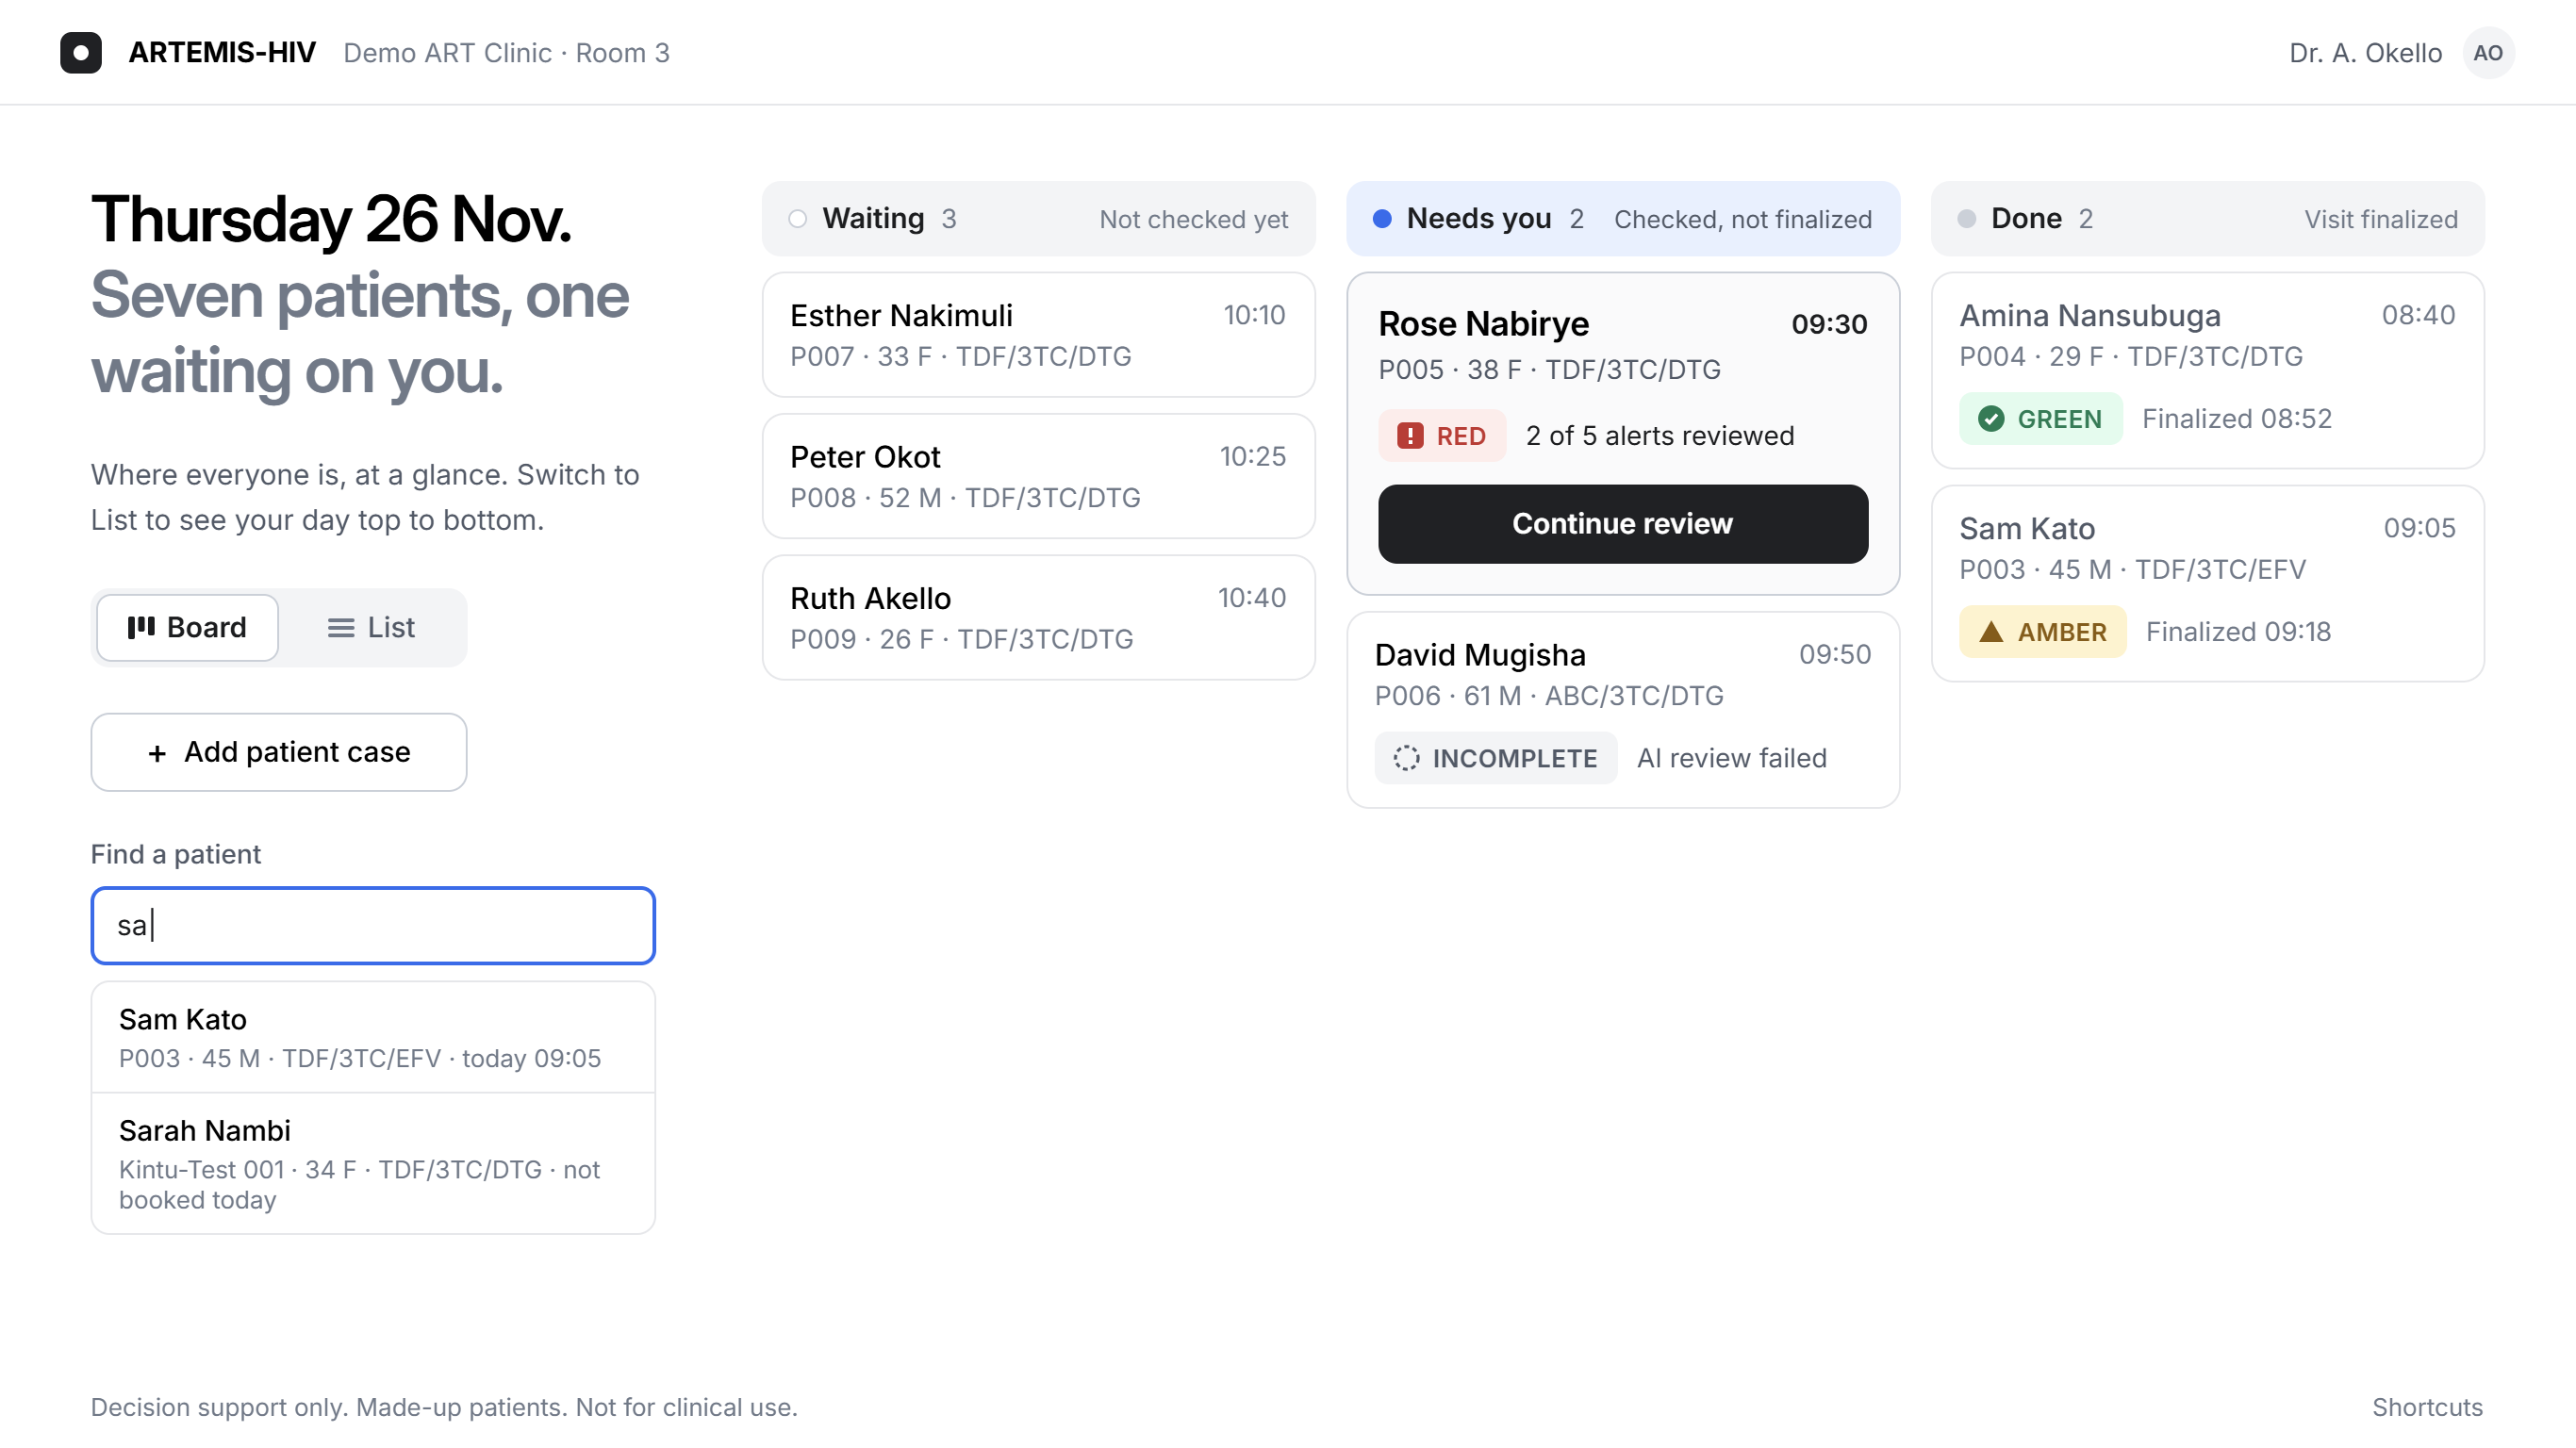 ARTEMIS-HIV Demo ART Clinic · Room 3
Dr. A. Okello AO
Thursday 26 Nov.
Seven patients, one
waiting on you.
Where everyone is, at a glance. Switch to
List to see your day top to bottom.
Board List
+ Add patient case
Find a patient
sa
Sam Kato
P003 · 45 M · TDF/3TC/EFV · today 09:05
Sarah Nambi
Kintu-Test 001 · 34 F · TDF/3TC/DTG · not
booked today
Waiting 3 Not checked yet
Esther Nakimuli 10:10
P007 · 33 F · TDF/3TC/DTG
Peter Okot 10:25
P008 · 52 M · TDF/3TC/DTG
Ruth Akello 10:40
P009 · 26 F · TDF/3TC/DTG
Needs you 2 Checked, not finalized
Rose Nabirye 09:30
P005 · 38 F · TDF/3TC/DTG
RED 2 of 5 alerts reviewed
Continue review
David Mugisha 09:50
P006 · 61 M · ABC/3TC/DTG
INCOMPLETE AI review failed
Done 2 Visit finalized
Amina Nansubuga 08:40
P004 · 29 F · TDF/3TC/DTG
GREEN Finalized 08:52
Sam Kato 09:05
P003 · 45 M · TDF/3TC/EFV
AMBER Finalized 09:18
Decision support only. Made-up patients. Not for clinical use.
Shortcuts